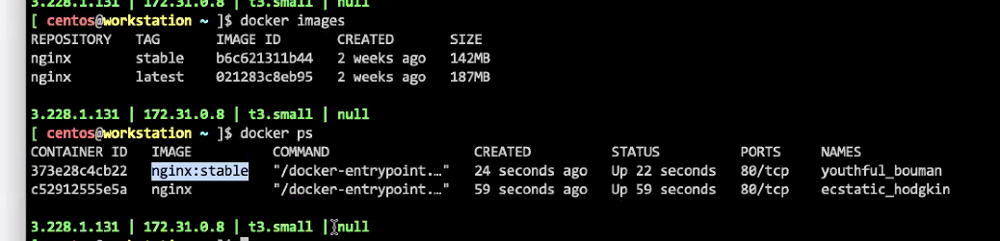 3.228.1.131 | 172.31.0.8 | t3.small | null
[ centos@workstation ~ ]$ docker images
REPOSITORY   TAG       IMAGE ID       CREATED       SIZE
nginx        stable    b6c621311b44   2 weeks ago   142MB
nginx        latest    021283c8eb95   2 weeks ago   187MB
3.228.1.131 | 172.31.0.8 | t3.small | null
[ centos@workstation ~ ]$ docker ps
CONTAINER ID   IMAGE          COMMAND                  CREATED          STATUS          PORTS     NAMES
373e28c4cb22   nginx:stable   "/docker-entrypoint.…"   24 seconds ago   Up 22 seconds   80/tcp    youthful_bouman
c52912555e5a   nginx          "/docker-entrypoint.…"   59 seconds ago   Up 59 seconds   80/tcp    ecstatic_hodgkin
3.228.1.131 | 172.31.0.8 | t3.small | null